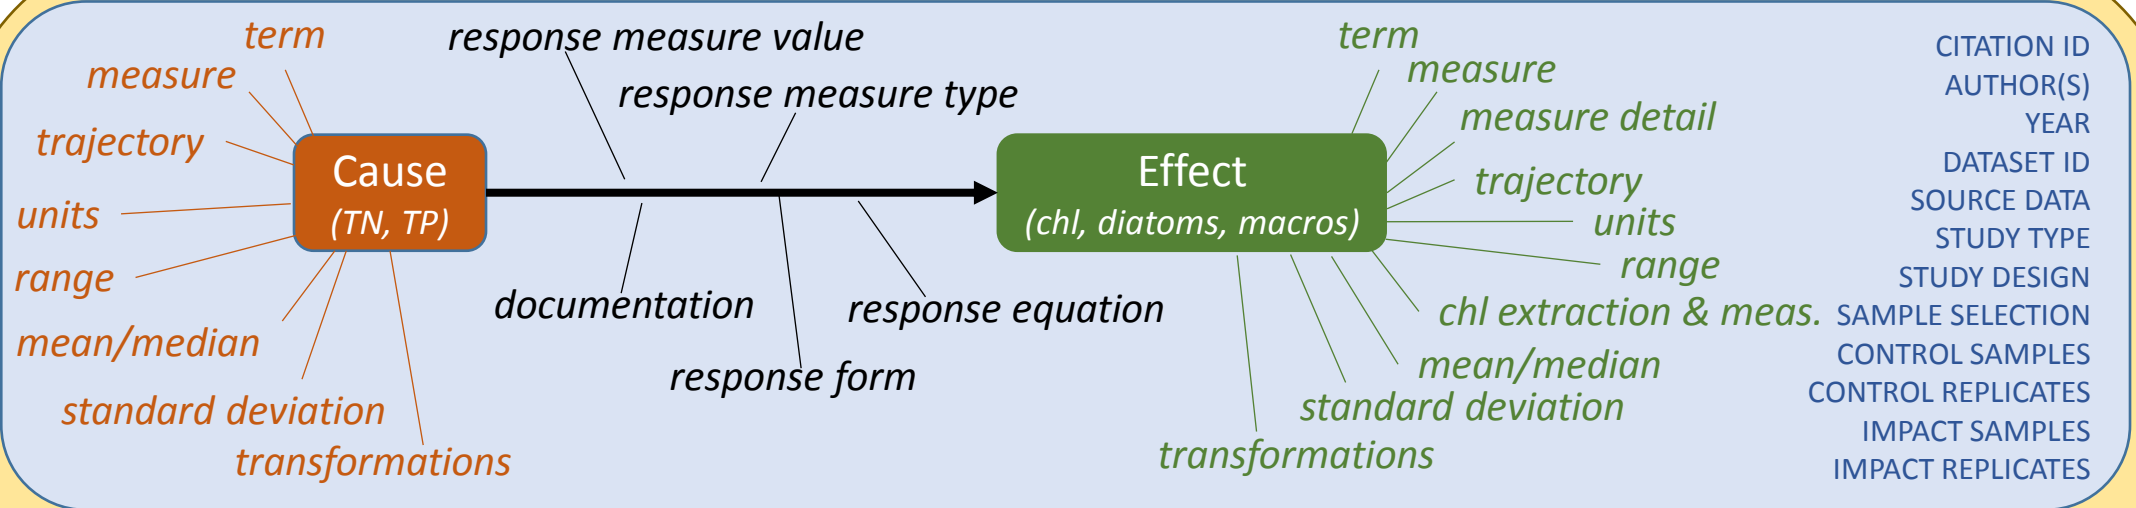 term
measure
trajectory
units
range
mean/median
standard deviation
transformations
Cause
(TN, TP)
response measure value
response measure type
documentation
response equation
response form
Effect
(chl, diatoms, macros)
term
measure
measure detail
trajectory
units
range
chl extraction & meas.
mean/median
standard deviation
transformations
CITATION ID
AUTHOR(S)
YEAR
DATASET ID
SOURCE DATA
STUDY TYPE
STUDY DESIGN
SAMPLE SELECTION
CONTROL SAMPLES
CONTROL REPLICATES
IMPACT SAMPLES
IMPACT REPLICATES